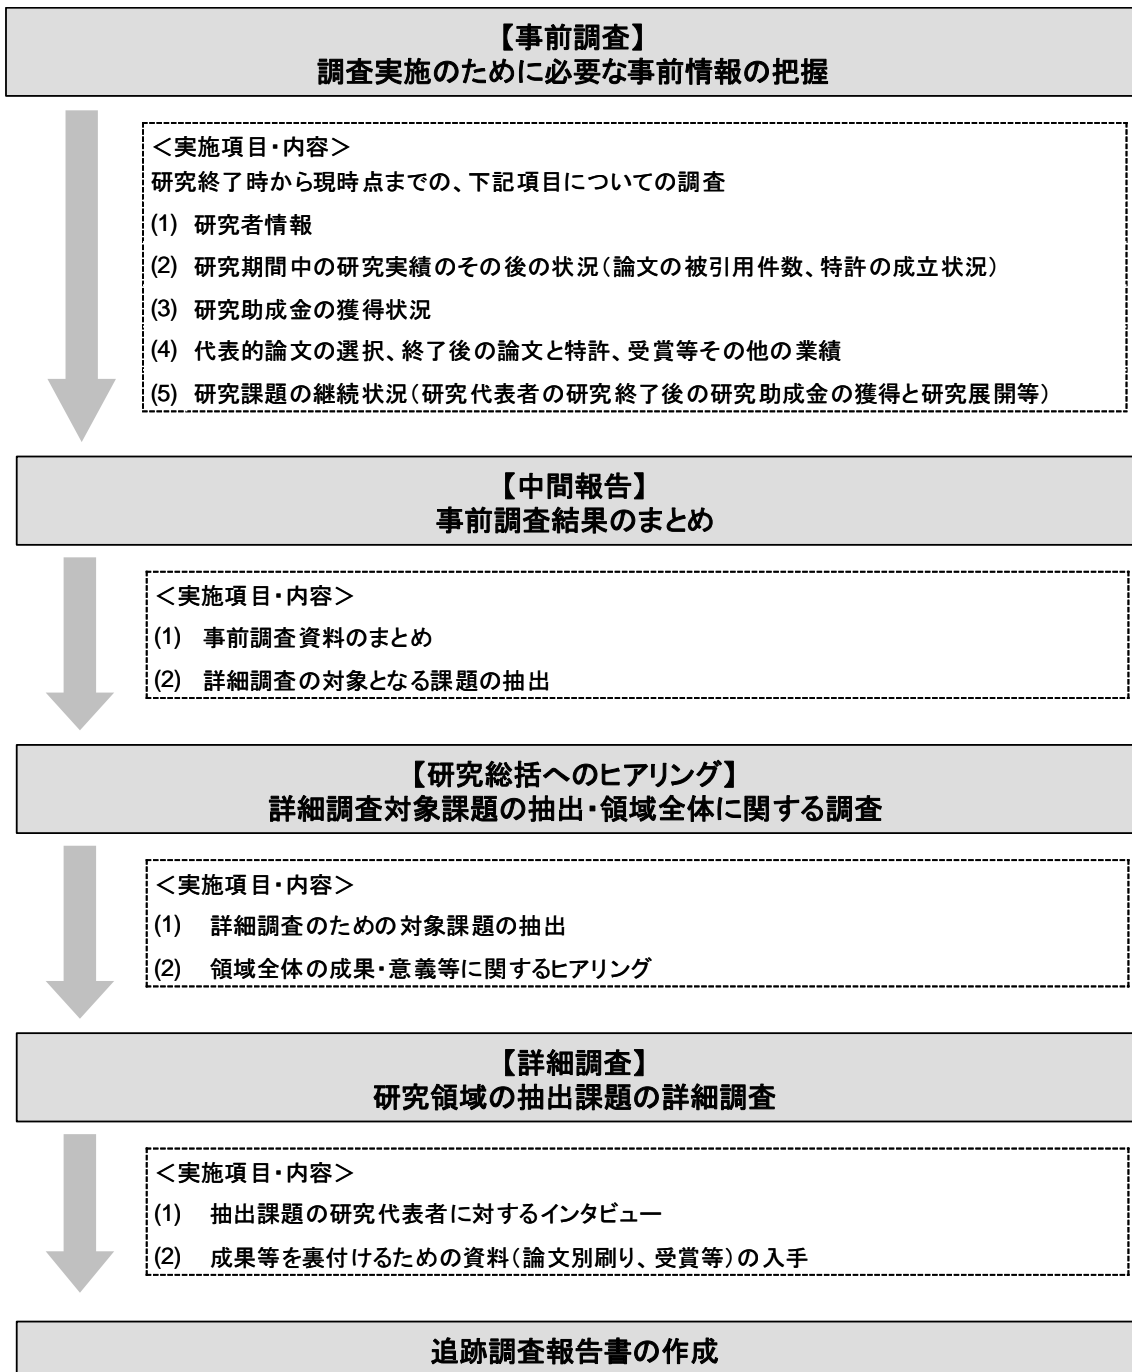 【事前調査】
調査実施のために必要な事前情報の把握
＜実施項目・内容＞
研究終了時から現時点までの、下記項目についての調査
(1) 研究者情報
(2) 研究期間中の研究実績のその後の状況（論文の被引用件数、特許の成立状況）
(3) 研究助成金の獲得状況
(4) 代表的論文の選択、終了後の論文と特許、受賞等その他の業績
(5) 研究課題の継続状況（研究代表者の研究終了後の研究助成金の獲得と研究展開等）
【中間報告】
事前調査結果のまとめ
＜実施項目・内容＞
(1) 事前調査資料のまとめ
(2) 詳細調査の対象となる課題の抽出
【研究総括へのヒアリング】
詳細調査対象課題の抽出・領域全体に関する調査
＜実施項目・内容＞
(1) 詳細調査のための対象課題の抽出
(2) 領域全体の成果・意義等に関するヒアリング
【詳細調査】
研究領域の抽出課題の詳細調査
＜実施項目・内容＞
(1) 抽出課題の研究代表者に対するインタビュー
(2) 成果等を裏付けるための資料（論文別刷り、受賞等）の入手
追跡調査報告書の作成